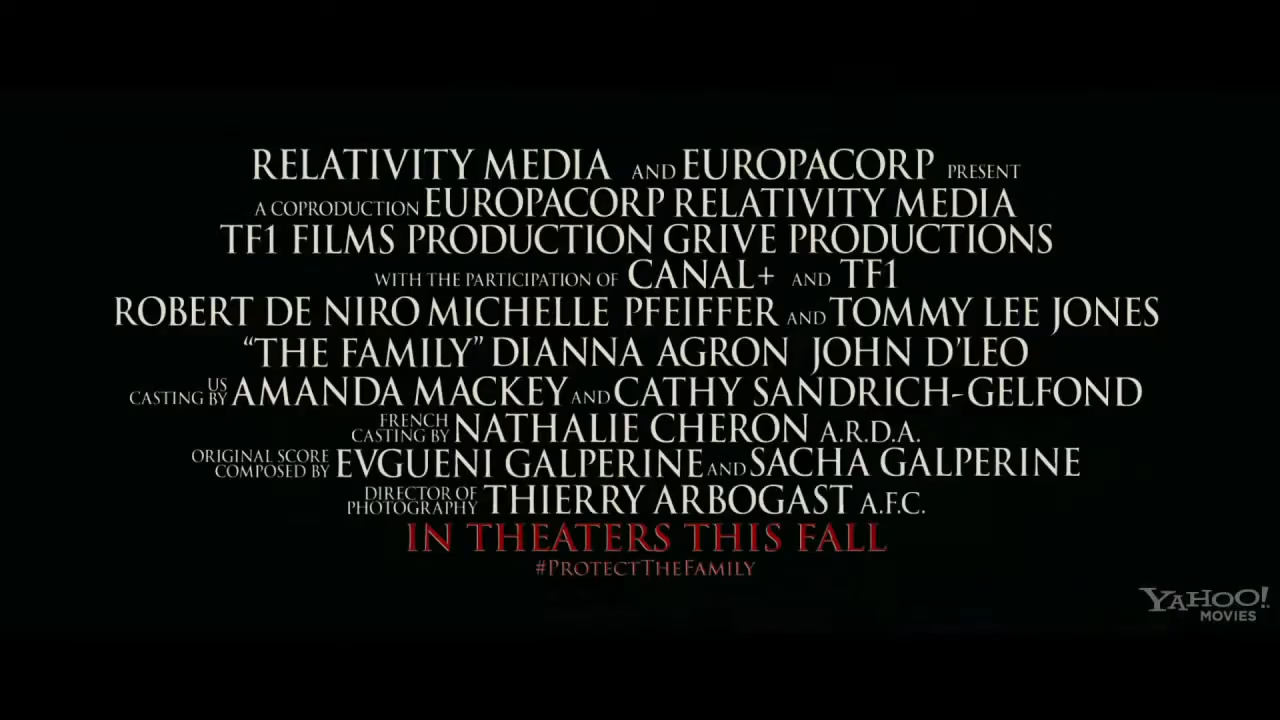 RELATIVITY MEDIA AND EUROPACORP PRESENT
A COPRODUCTION EUROPACORP RELATIVITY MEDIA
TF1 FILMS PRODUCTION GRIVE PRODUCTIONS
WITH THE PARTICIPATION OF CANAL+ AND TF1
ROBERT DE NIRO MICHELLE PFEIFFER AND TOMMY LEE JONES
“THE FAMILY” DIANNA AGRON JOHN D'LEO
US CASTING BY AMANDA MACKEY AND CATHY SANDRICH-GELFOND
FRENCH CASTING BY NATHALIE CHERON A.R.D.A.
ORIGINAL SCORE COMPOSED BY EVGUENI GALPERINE AND SACHA GALPERINE
DIRECTOR OF PHOTOGRAPHY THIERRY ARBOGAST A.F.C.
IN THEATERS THIS FALL
#PROTECTTHEFAMILY
YAHOO!
MOVIES